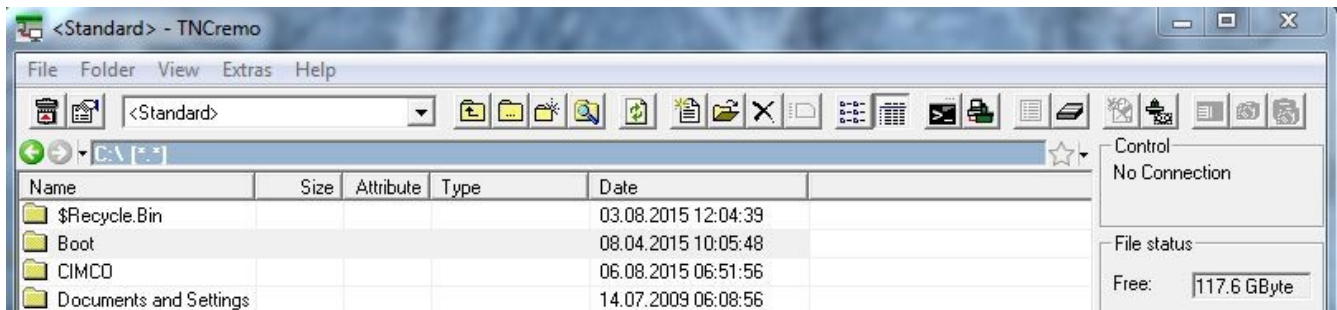 <Standard> - TNCremo
File Folder View Extras Help
<Standard>
C:\ [*.*]
Name Size Attribute Type Date
$Recycle.Bin 03.08.2015 12:04:39
Boot 08.04.2015 10:05:48
CIMCO 06.08.2015 06:51:56
Documents and Settings 14.07.2009 06:08:56
Control
No Connection
File status
Free: 117.6 GByte